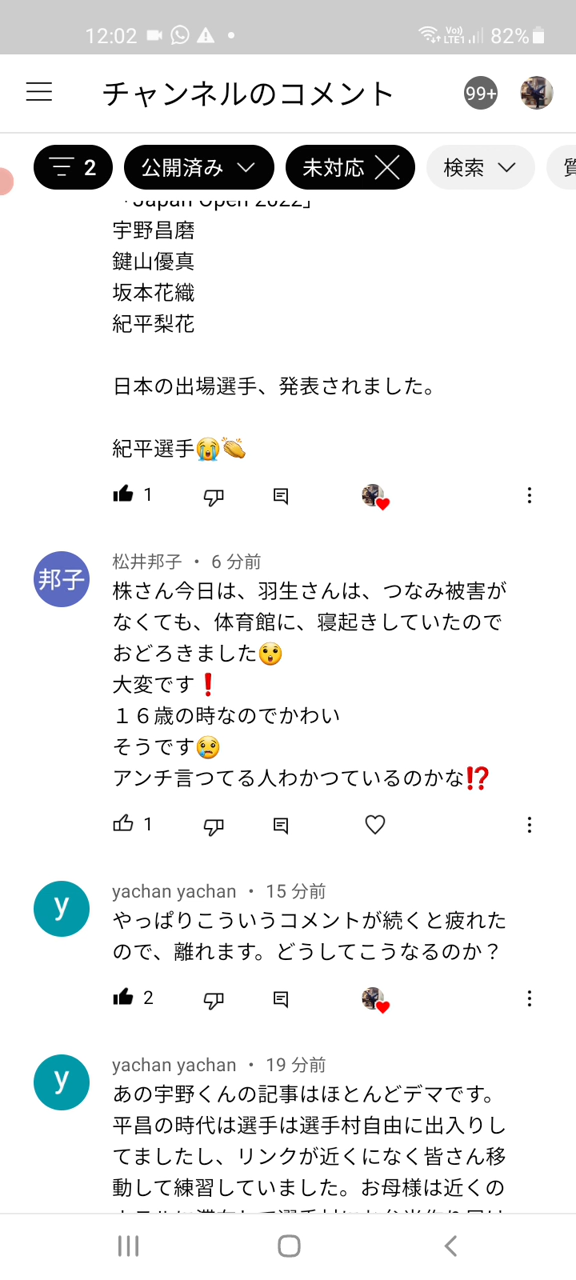 12:02
Vo)) LTE1 82%
チャンネルのコメント
99+
2 公開済み 未対応 検索 質
「Japan Open 2022」
宇野昌磨
鍵山優真
坂本花織
紀平梨花
日本の出場選手、発表されました。
紀平選手😭👏
1
邦子
松井邦子 • 6 分前
株さん今日は、羽生さんは、つなみ被害が
なくても、体育館に、寝起きしていたので
おどろきました😲
大変です❗
１６歳の時なのでかわい
そうです😢
アンチ言つてる人わかつているのかな⁉️
1
y
yachan yachan • 15 分前
やっぱりこういうコメントが続くと疲れた
ので、離れます。どうしてこうなるのか？
2
y
yachan yachan • 19 分前
あの宇野くんの記事はほとんどデマです。
平昌の時代は選手は選手村自由に出入りし
てましたし、リンクが近くになく皆さん移
動して練習していました。お母様は近くの